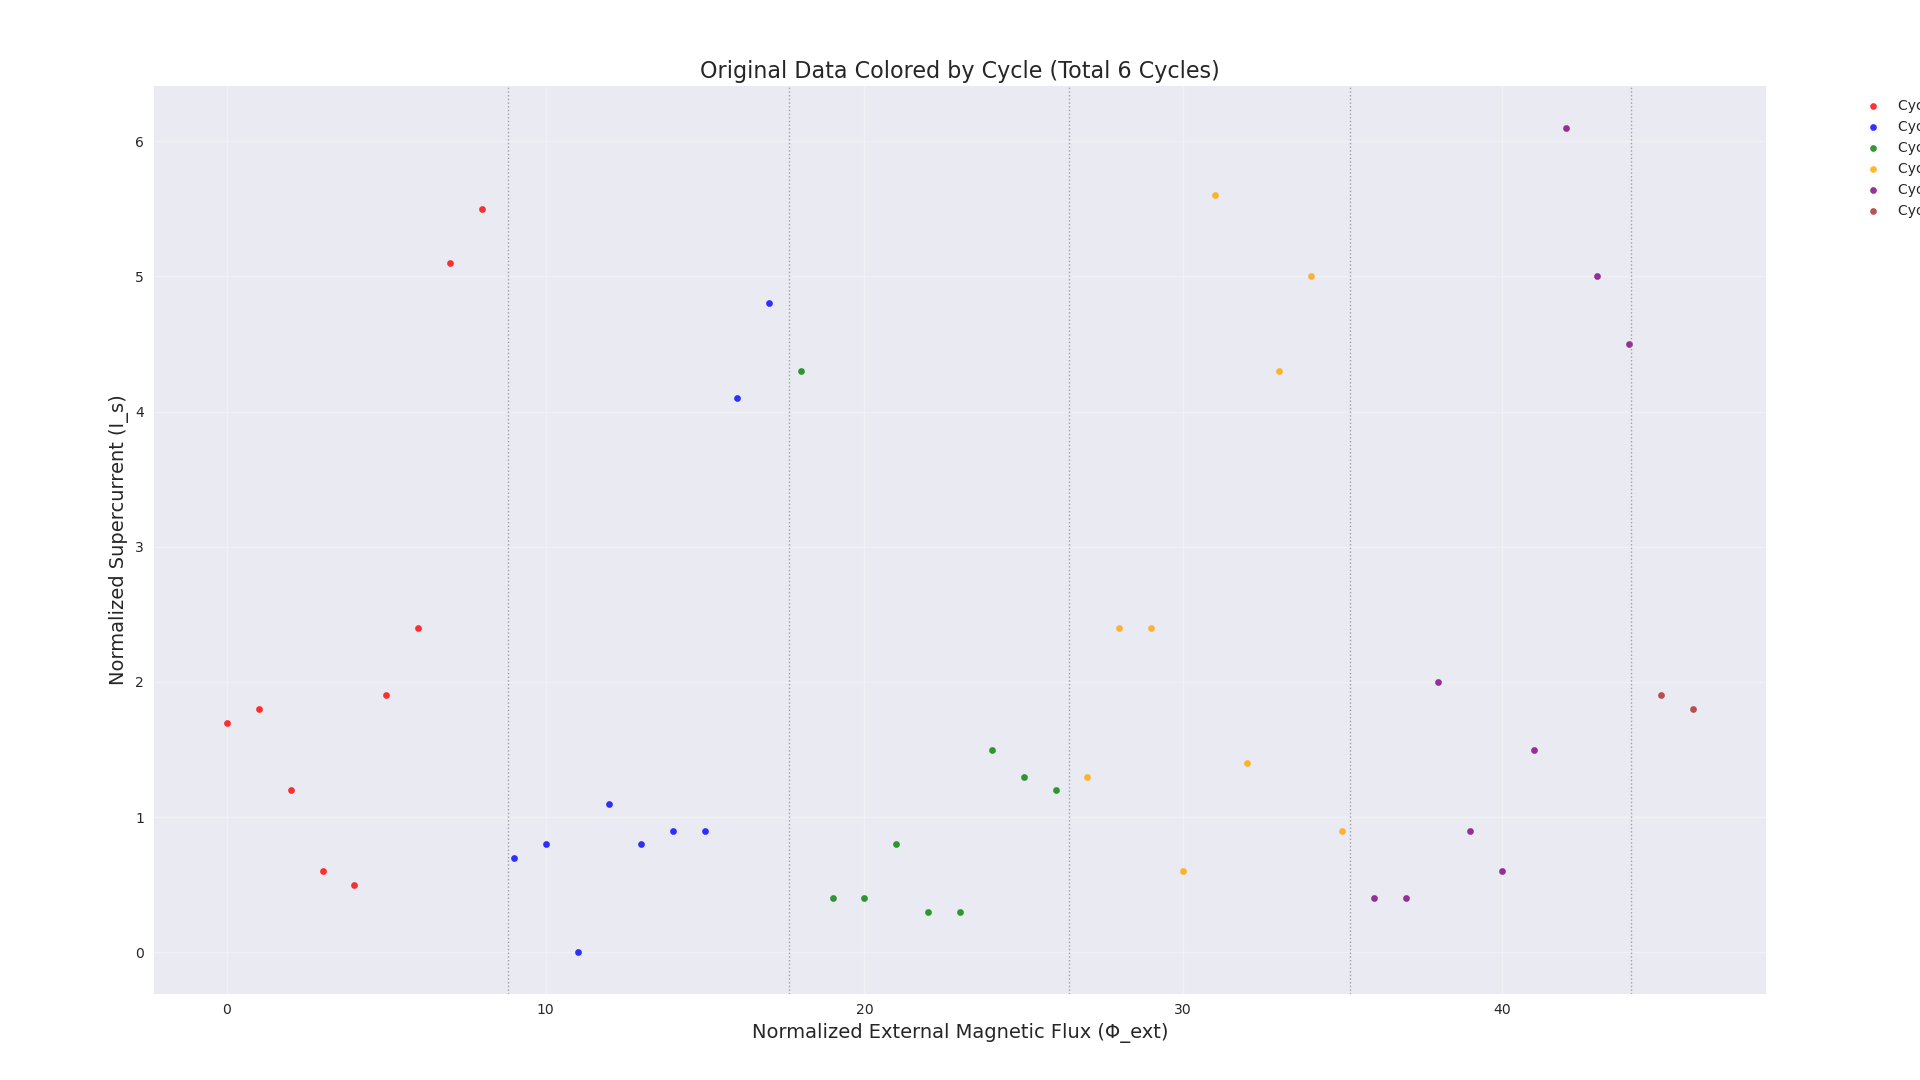 Original Data Colored by Cycle (Total 6 Cycles)
Normalized Supercurrent (I_s)
6
5
4
3
2
1
0
0 10 20 30 40
Normalized External Magnetic Flux (Φ_ext)
Cyc
Cyc
Cyc
Cyc
Cyc
Cyc